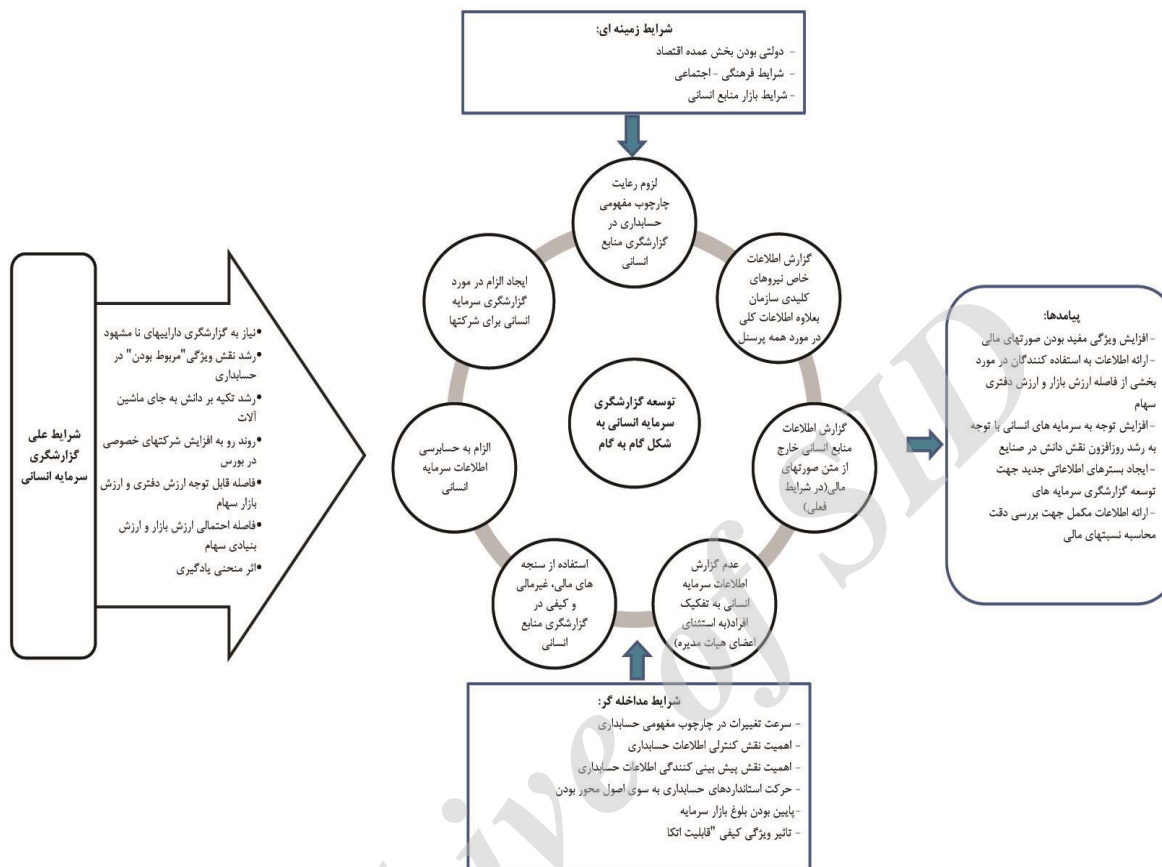 شرایط زمینه ای:
- دولتی بودن بخش عمده اقتصاد
- شرایط فرهنگی - اجتماعی
- شرایط بازار منابع انسانی
لزوم رعایت
چارچوب مفهومی
حسابداری در
گزارشگری منابع
انسانی
گزارش اطلاعات
خاص نیروهای
کلیدی سازمان
بعلاوه اطلاعات کلی
در مورد همه پرسنل
گزارش اطلاعات
منابع انسانی خارج
از متن صورتهای
مالی(در شرایط
فعلی)
عدم گزارش
اطلاعات سرمایه
انسانی به تفکیک
افراد(به استثنای
اعضای هیات مدیره)
استفاده از سنجه
های مالی، غیرمالی
و کیفی در
گزارشگری منابع
انسانی
الزام به حسابرسی
اطلاعات سرمایه
انسانی
ایجاد الزام در مورد
گزارشگری سرمایه
انسانی برای شرکتها
توسعه گزارشگری
سرمایه انسانی به
شکل گام به گام
شرایط علی
گزارشگری
سرمایه انسانی
•نیاز به گزارشگری داراییهای نا مشهود
•رشد نقش ویژگی"مربوط بودن" در
حسابداری
•رشد تکیه بر دانش به جای ماشین
آلات
•روند رو به افزایش شرکتهای خصوصی
در بورس
•فاصله قابل توجه ارزش دفتری و ارزش
بازار سهام
•فاصله احتمالی ارزش بازار و ارزش
بنیادی سهام
•اثر منحنی یادگیری
پیامدها:
-افزایش ویژگی مفید بودن صورتهای مالی
-ارائه اطلاعات به استفاده کنندگان در مورد
بخشی از فاصله ارزش بازار و ارزش دفتری
سهام
-افزایش توجه به سرمایه های انسانی با توجه
به رشد روزافزون نقش دانش در صنایع
-ایجاد بسترهای اطلاعاتی جدید جهت
توسعه گزارشگری سرمایه های
-ارائه اطلاعات مکمل جهت بررسی دقت
محاسبه نسبتهای مالی
شرایط مداخله گر:
- سرعت تغییرات در چارچوب مفهومی حسابداری
- اهمیت نقش کنترلی اطلاعات حسابداری
- اهمیت نقش پیش بینی کنندگی اطلاعات حسابداری
- حرکت استانداردهای حسابداری به سوی اصول محور بودن
-پایین بودن بلوغ بازار سرمایه
- تاثیر ویژگی کیفی "قابلیت اتکا
ive of SID